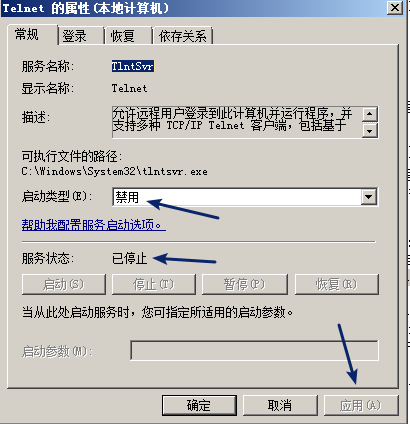 Telnet 的属性(本地计算机)
常规 登录 恢复 依存关系
服务名称: TlntSvr
显示名称: Telnet
描述: 允许远程用户登录到此计算机并运行程序，并
支持多种 TCP/IP Telnet 客户端，包括基于
可执行文件的路径:
C:\Windows\System32\tlntsvr.exe
启动类型(E): 禁用
帮助我配置服务启动选项。
服务状态: 已停止
启动(S) 停止(T) 暂停(P) 恢复(R)
当从此处启动服务时，您可指定所适用的启动参数。
启动参数(M):
确定 取消 应用(A)